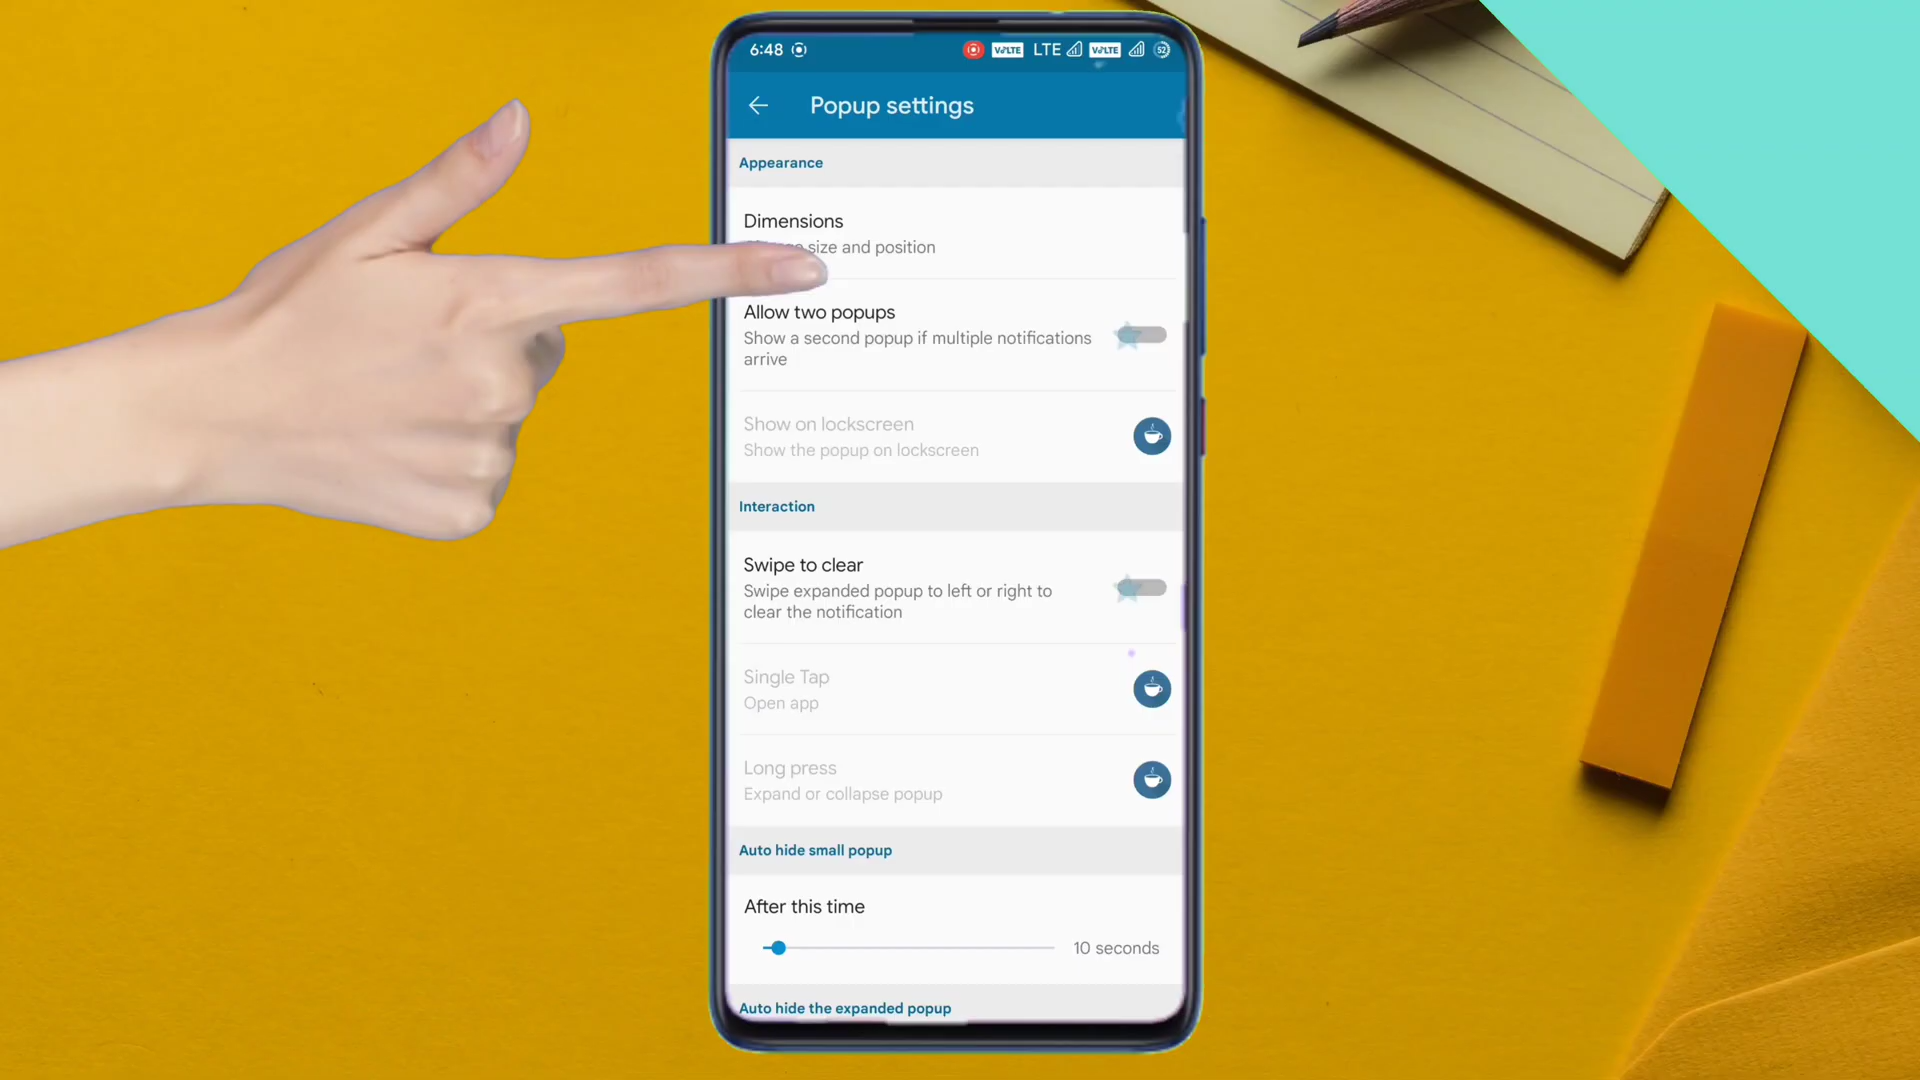 6:48 VoLTE LTE VoLTE 52
Popup settings
Appearance
Dimensions
size and position
Allow two popups
Show a second popup if multiple notifications
arrive
Show on lockscreen
Show the popup on lockscreen
Interaction
Swipe to clear
Swipe expanded popup to left or right to
clear the notification
Single Tap
Open app
Long press
Expand or collapse popup
Auto hide small popup
After this time
10 seconds
Auto hide the expanded popup